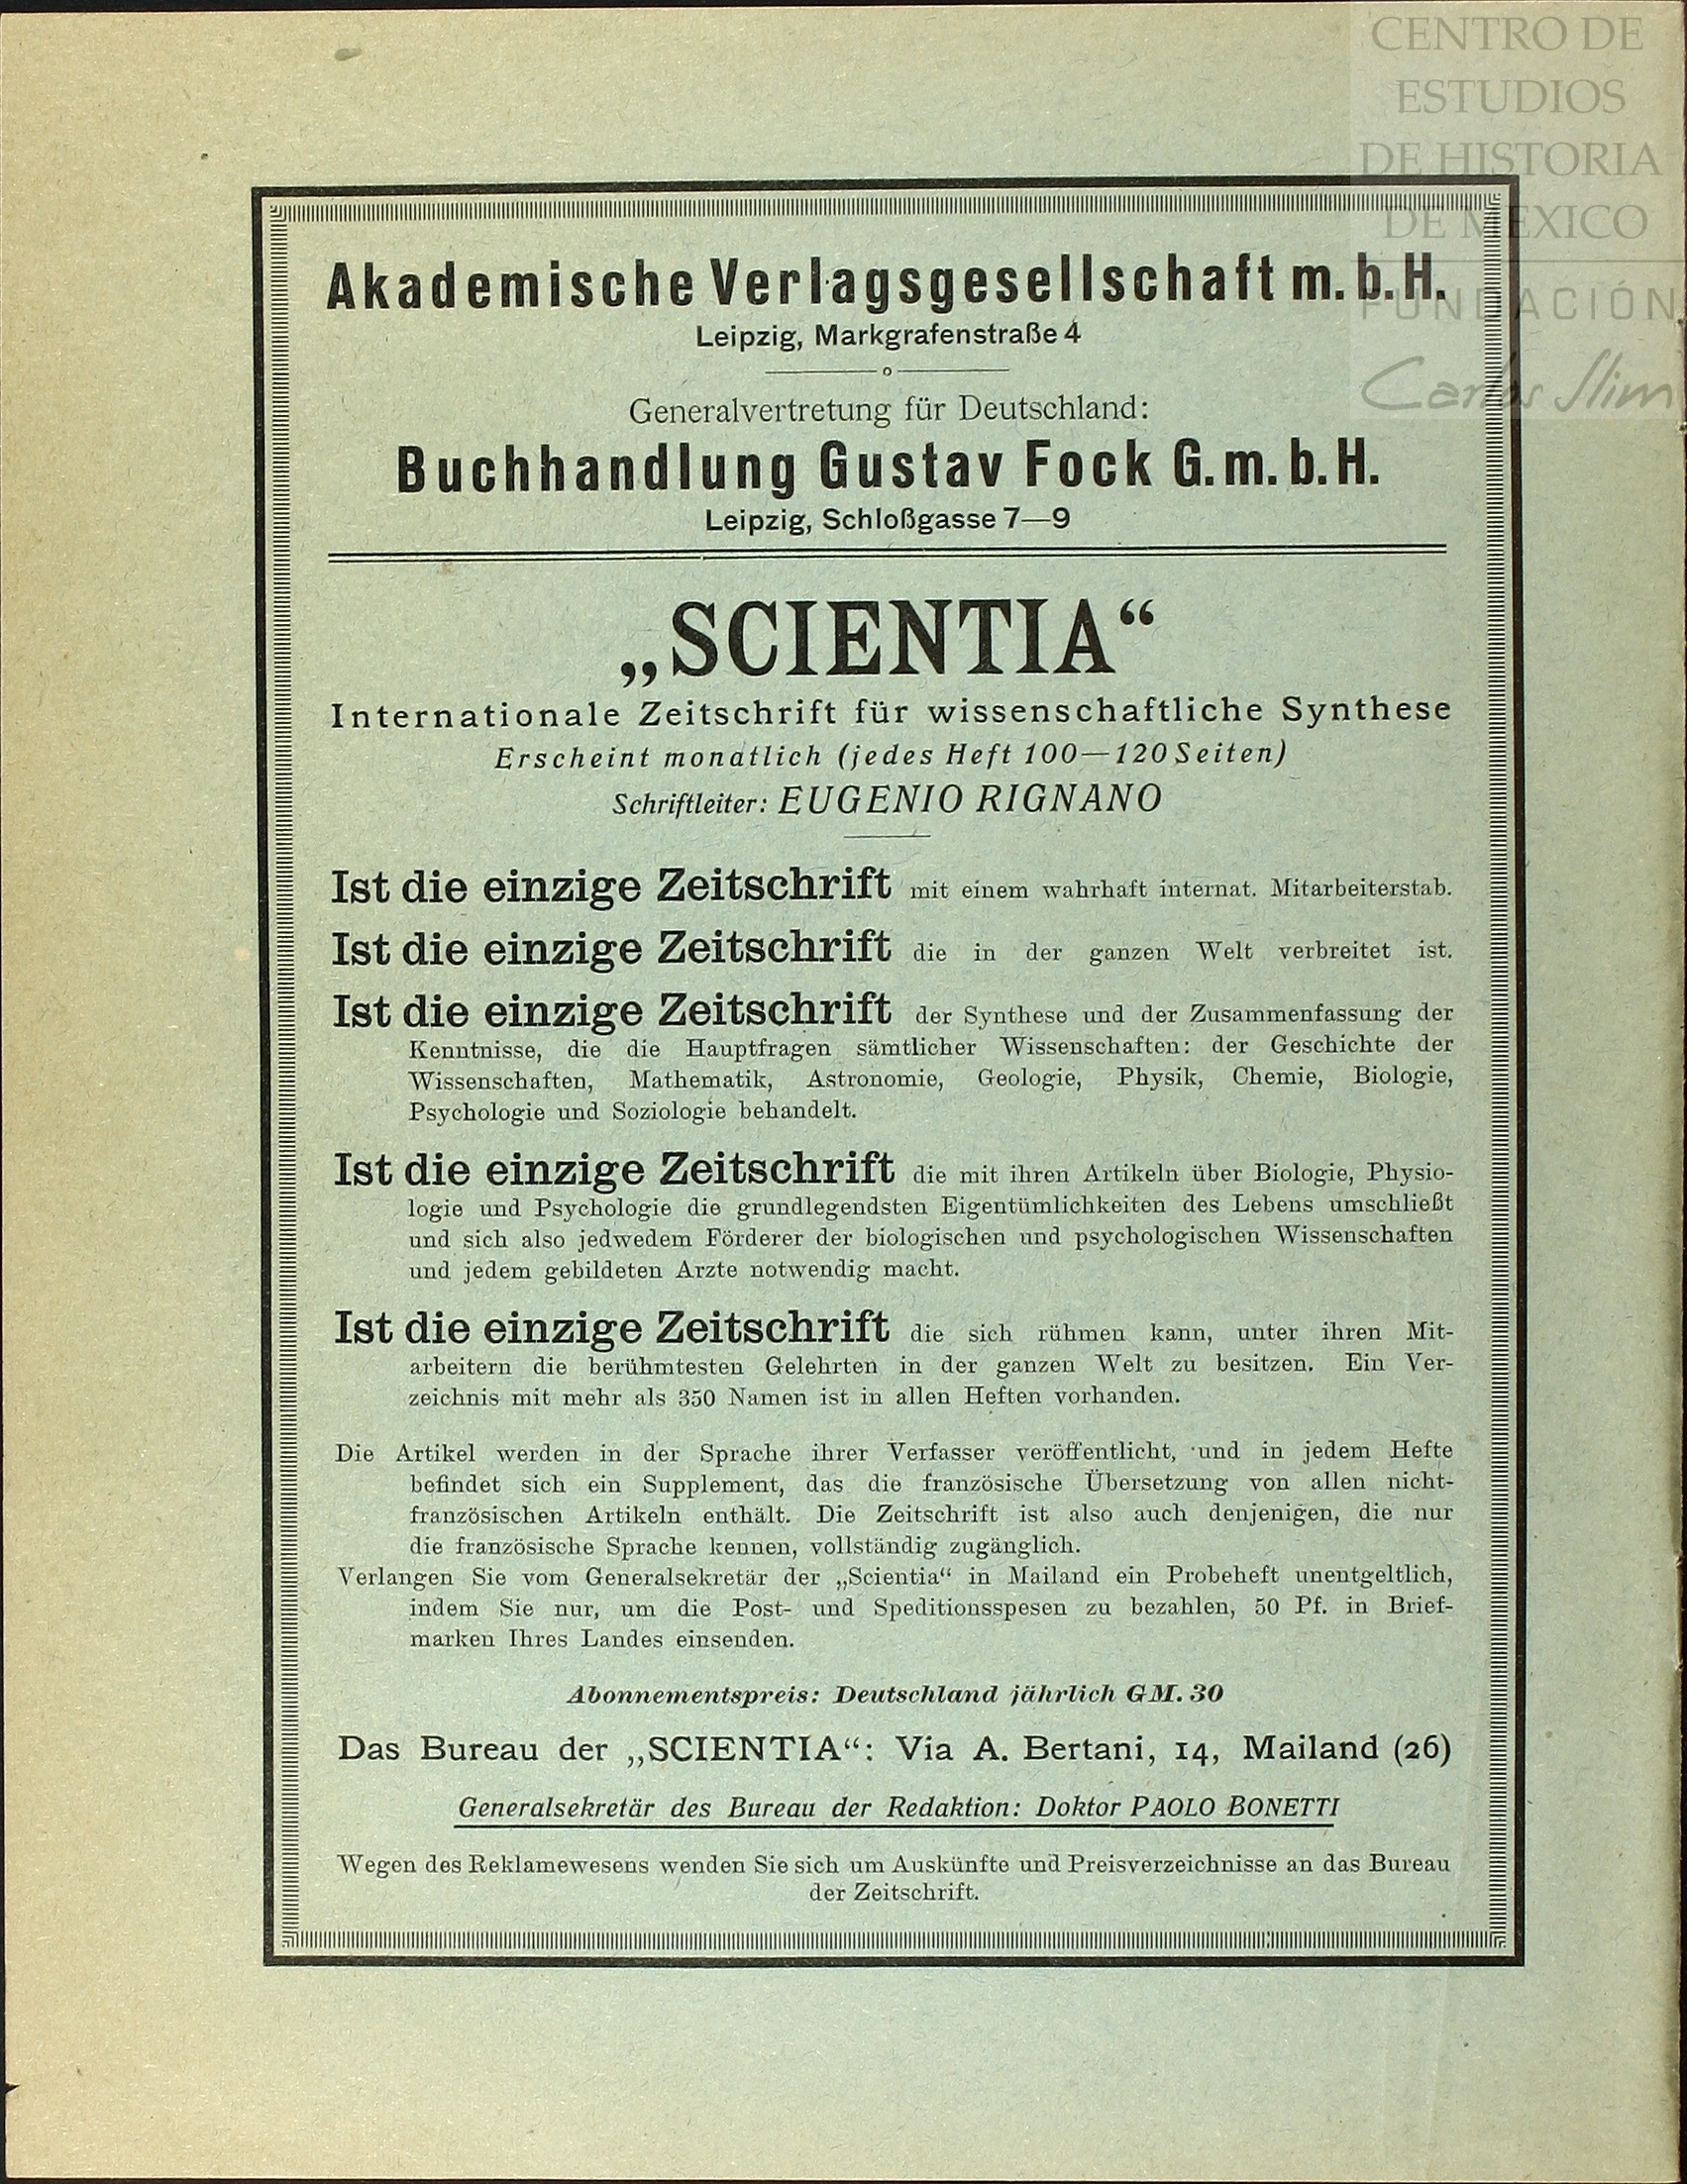 CENTRO DE
ESTUDIOS
DE HISTORIA
DE MEXICO
FUNDACIÓN
Carlos Slim
Akademische Verlagsgesellschaft m. b. H.
Leipzig, Markgrafenstraße 4
Generalvertretung für Deutschland:
Buchhandlung Gustav Fock G. m. b. H.
Leipzig, Schloßgasse 7—9
„SCIENTIA“
Internationale Zeitschrift für wissenschaftliche Synthese
Erscheint monatlich (jedes Heft 100—120 Seiten)
Schriftleiter: EUGENIO RIGNANO
Ist die einzige Zeitschrift mit einem wahrhaft internat. Mitarbeiterstab.
Ist die einzige Zeitschrift die in der ganzen Welt verbreitet ist.
Ist die einzige Zeitschrift der Synthese und der Zusammenfassung der
Kenntnisse, die die Hauptfragen sämtlicher Wissenschaften: der Geschichte der
Wissenschaften, Mathematik, Astronomie, Geologie, Physik, Chemie, Biologie,
Psychologie und Soziologie behandelt.
Ist die einzige Zeitschrift die mit ihren Artikeln über Biologie, Physio-
logie und Psychologie die grundlegendsten Eigentümlichkeiten des Lebens umschließt
und sich also jedwedem Förderer der biologischen und psychologischen Wissenschaften
und jedem gebildeten Arzte notwendig macht.
Ist die einzige Zeitschrift die sich rühmen kann, unter ihren Mit-
arbeitern die berühmtesten Gelehrten in der ganzen Welt zu besitzen. Ein Ver-
zeichnis mit mehr als 350 Namen ist in allen Heften vorhanden.
Die Artikel werden in der Sprache ihrer Verfasser veröffentlicht, und in jedem Hefte
befindet sich ein Supplement, das die französische Übersetzung von allen nicht-
französischen Artikeln enthält. Die Zeitschrift ist also auch denjenigen, die nur
die französische Sprache kennen, vollständig zugänglich.
Verlangen Sie vom Generalsekretär der „Scientia“ in Mailand ein Probeheft unentgeltlich,
indem Sie nur, um die Post- und Speditionsspesen zu bezahlen, 50 Pf. in Brief-
marken Ihres Landes einsenden.
Abonnementspreis: Deutschland jährlich GM. 30
Das Bureau der „SCIENTIA“: Via A. Bertani, 14, Mailand (26)
Generalsekretär des Bureau der Redaktion: Doktor PAOLO BONETTI
Wegen des Reklamewesens wenden Sie sich um Auskünfte und Preisverzeichnisse an das Bureau
der Zeitschrift.